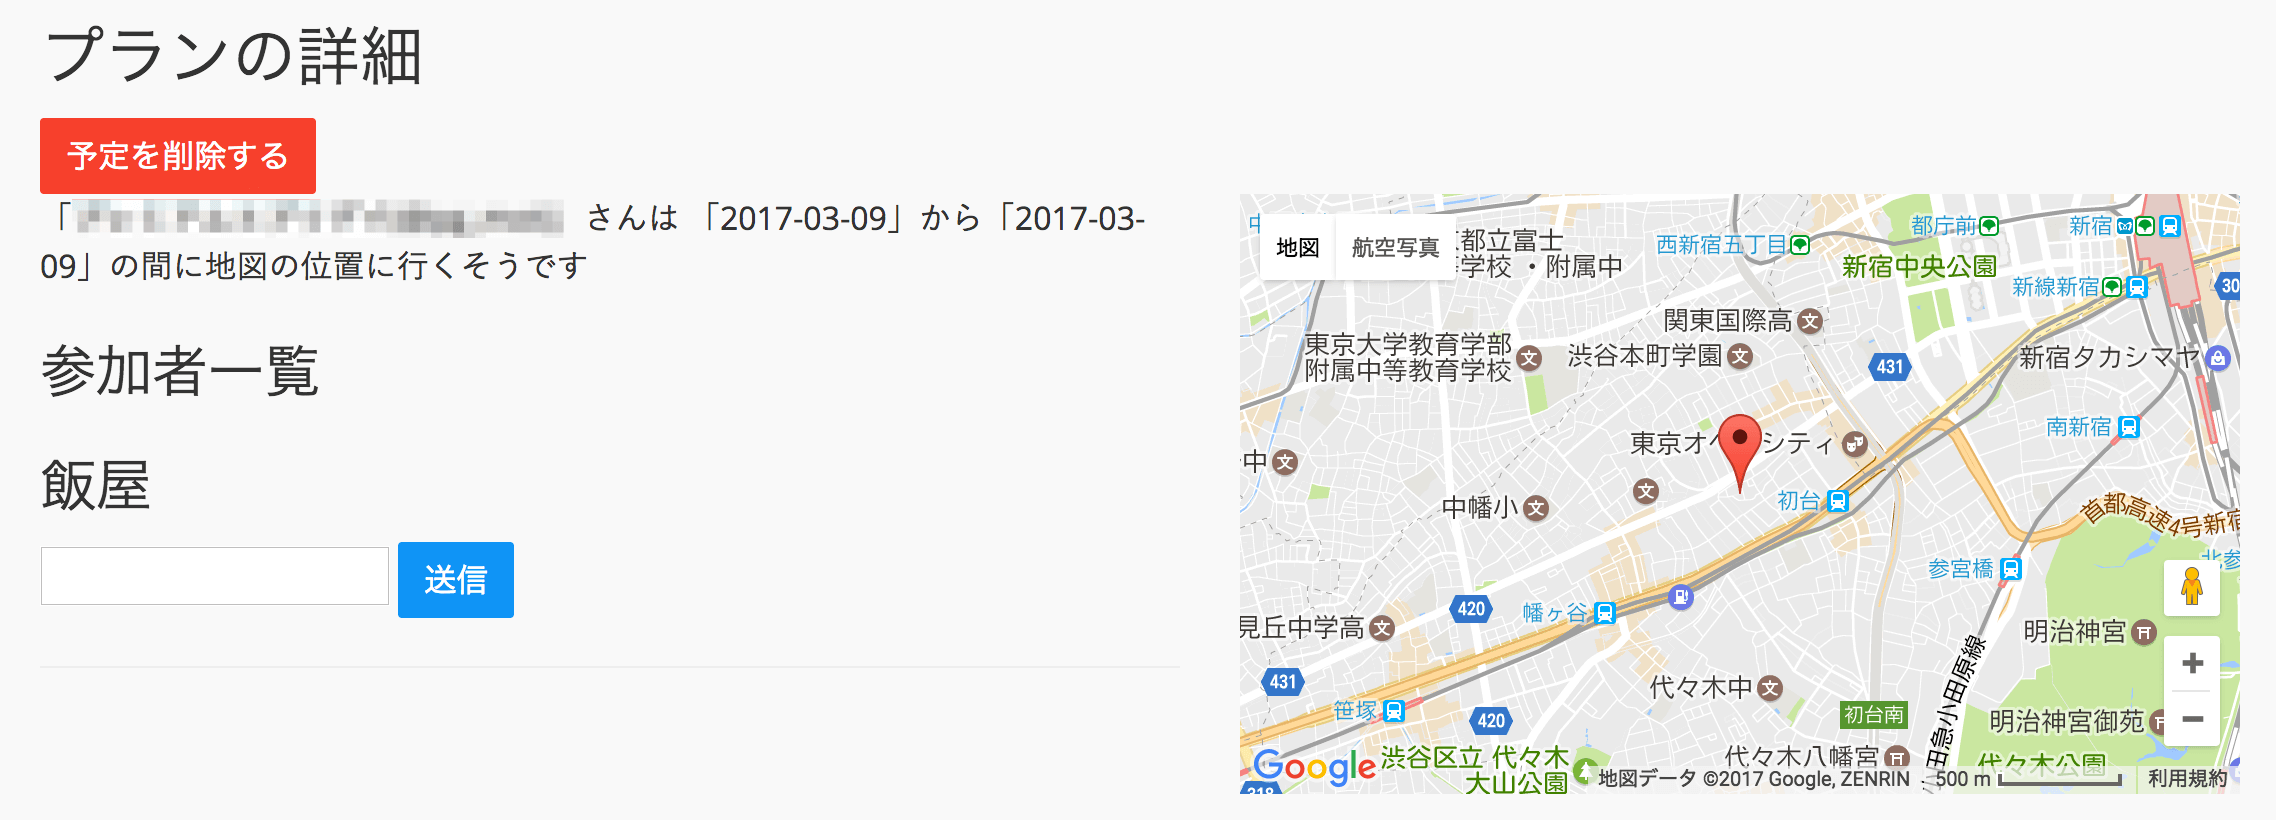 プランの詳細
予定を削除する
「 さんは 「2017-03-09」から「2017-03-
09」の間に地図の位置に行くそうです
参加者一覧
飯屋
送信
地図 航空写真
都立富士
学校 ・附属中
西新宿五丁目
都庁前
新宿
新宿中央公園
新線新宿
30
関東国際高
東京大学教育学部
附属中等教育学校
渋谷本町学園
431
新宿タカシマヤ
南新宿
東京オ シティ
中
中幡小
初台
首都高速4号新宿
参宮橋
北参
420
幡ヶ谷
見丘中学高
明治神宮
431
代々木中
笹塚
420
初台南
明治神宮御苑
田急小田原線
代々木八幡宮
代々木公園
渋谷区立 代々木
大山公園
318
Google
地図データ ©2017 Google, ZENRIN
500 m
利用規約